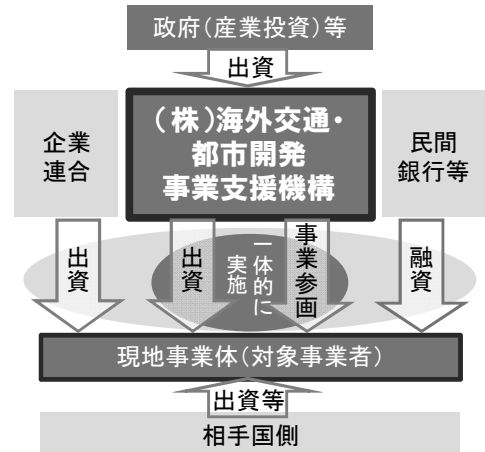 政府（産業投資）等
出資
企業
連合
（株）海外交通・
都市開発
事業支援機構
民間
銀行等
出資
出資
一体的に
実施
事業参画
融資
現地事業体（対象事業者）
出資等
相手国側